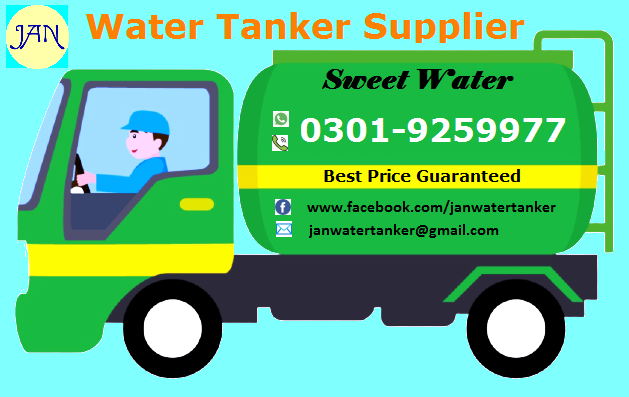 JAN
Water Tanker Supplier
Sweet Water
0301-9259977
Best Price Guaranteed
www.facebook.com/janwatertanker
janwatertanker@gmail.com